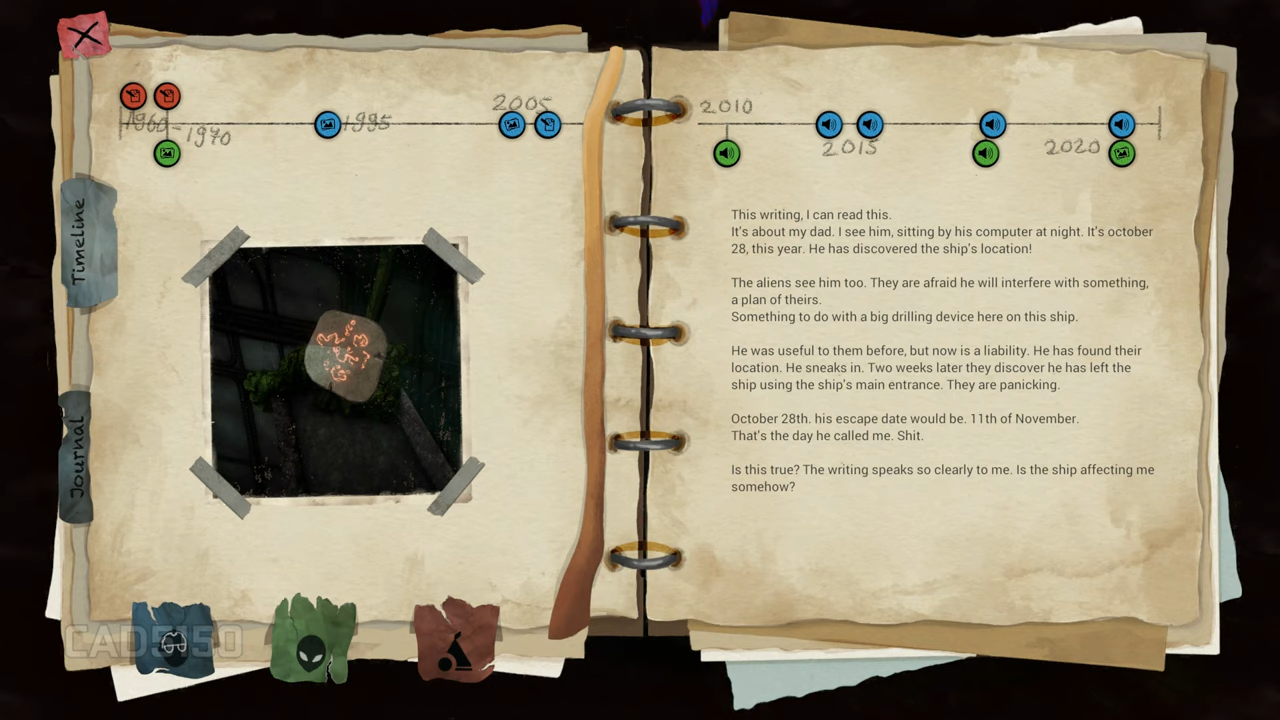 1960-1970
1995
2005
2010
2015
2020
Timeline
Journal
This writing, I can read this.
It's about my dad. I see him, sitting by his computer at night. It's october
28, this year. He has discovered the ship's location!
The aliens see him too. They are afraid he will interfere with something,
a plan of theirs.
Something to do with a big drilling device here on this ship.
He was useful to them before, but now is a liability. He has found their
location. He sneaks in. Two weeks later they discover he has left the
ship using the ship's main entrance. They are panicking.
October 28th. his escape date would be. 11th of November.
That's the day he called me. Shit.
Is this true? The writing speaks so clearly to me. Is the ship affecting me
somehow?
CAD5150